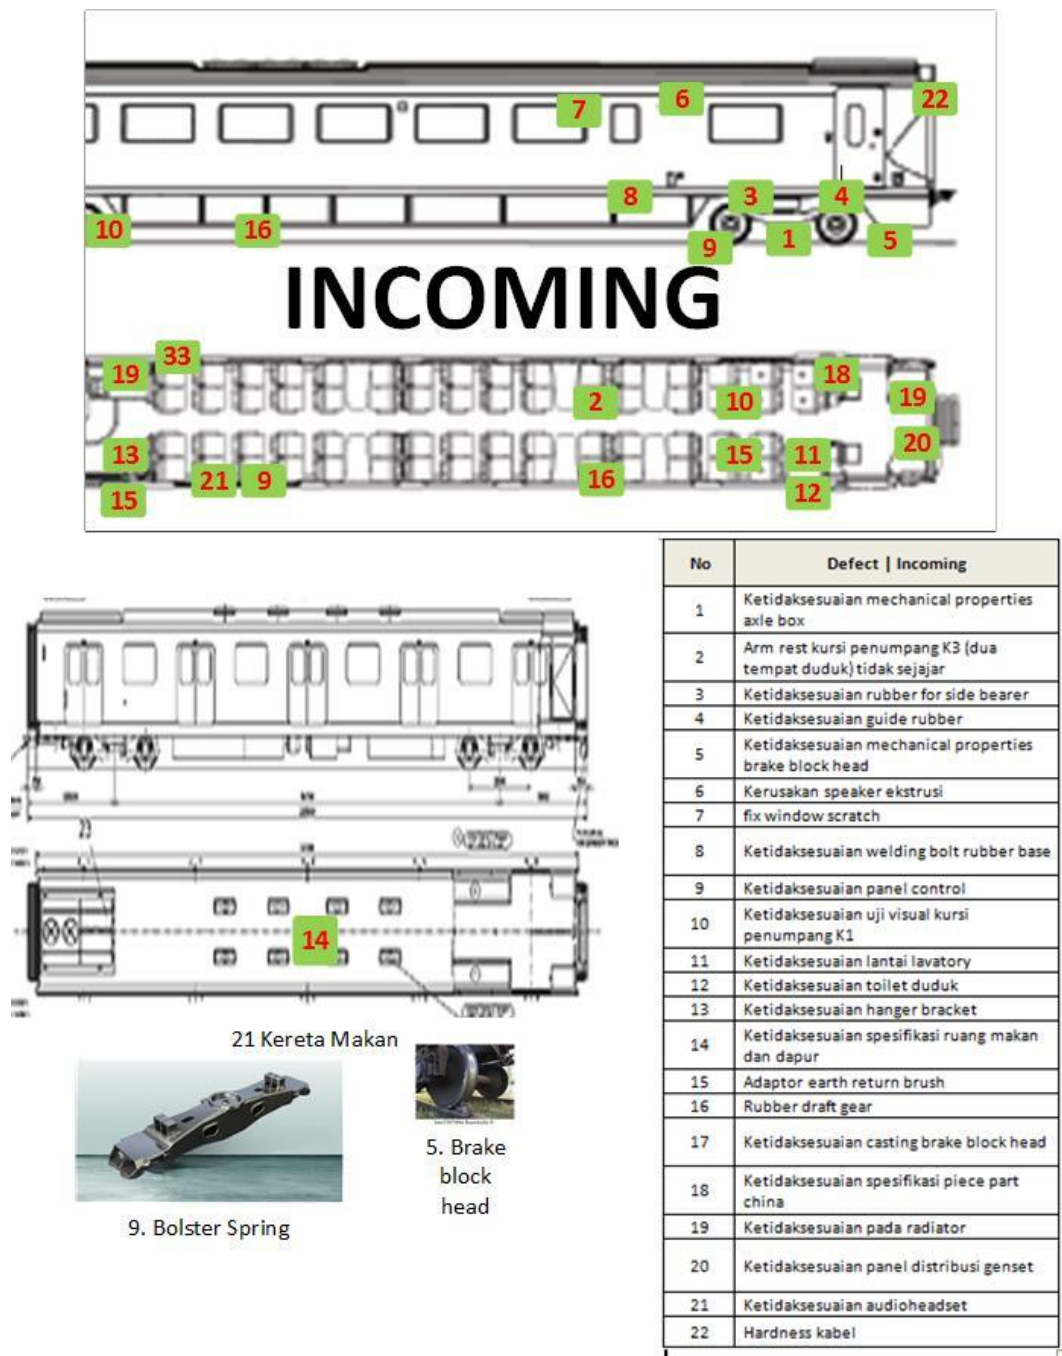 7
6
22
8
3
4
10
16
9
1
5
INCOMING
33
19
18
2
10
19
13
15
11
20
21
9
16
15
12
No Defect | Incoming
1 Ketidaksesuaian mechanical properties
axle box
2 Arm rest kursi penumpang K3 (dua
tempat duduk) tidak sejajar
3 Ketidaksesuaian rubber for side bearer
4 Ketidaksesuaian guide rubber
5 Ketidaksesuaian mechanical properties
brake block head
6 Kerusakan speaker ekstrusi
7 fix window scratch
8 Ketidaksesuaian welding bolt rubber base
9 Ketidaksesuaian panel control
10 Ketidaksesuaian uji visual kursi
penumpang K1
11 Ketidaksesuaian lantai lavatory
12 Ketidaksesuaian toilet duduk
13 Ketidaksesuaian hanger bracket
14 Ketidaksesuaian spesifikasi ruang makan
dan dapur
15 Adaptor earth return brush
16 Rubber draft gear
17 Ketidaksesuaian casting brake block head
18 Ketidaksesuaian spesifikasi piece part
china
19 Ketidaksesuaian pada radiator
20 Ketidaksesuaian panel distribusi genset
21 Ketidaksesuaian audioheadset
22 Hardness kabel
23
14
21 Kereta Makan
9. Bolster Spring
5. Brake
block
head